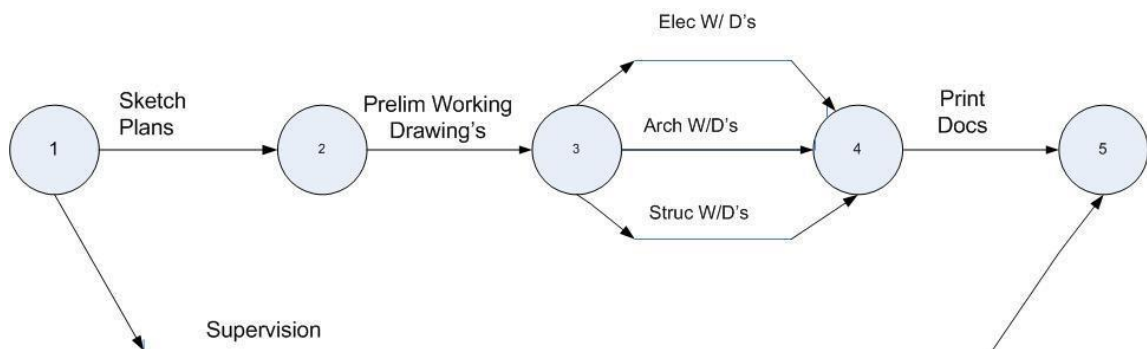 Elec W/ D's
Sketch
Plans
Prelim Working
Drawing's
Arch W/D's
Print
Docs
1
2
3
4
5
Struc W/D's
Supervision